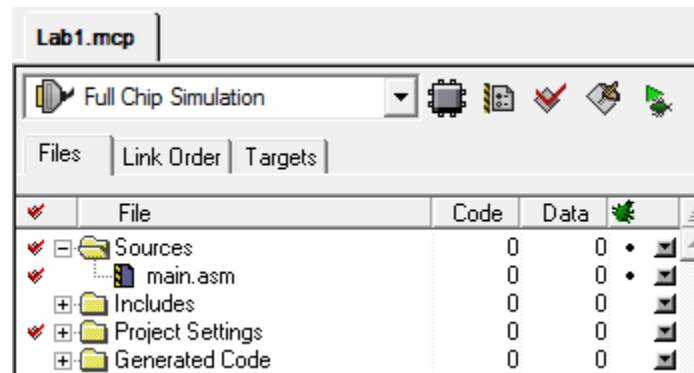 Lab1.mcp
Full Chip Simulation
Files Link Order Targets
File Code Data
Sources 0 0
main.asm 0 0
Includes 0 0
Project Settings 0 0
Generated Code 0 0